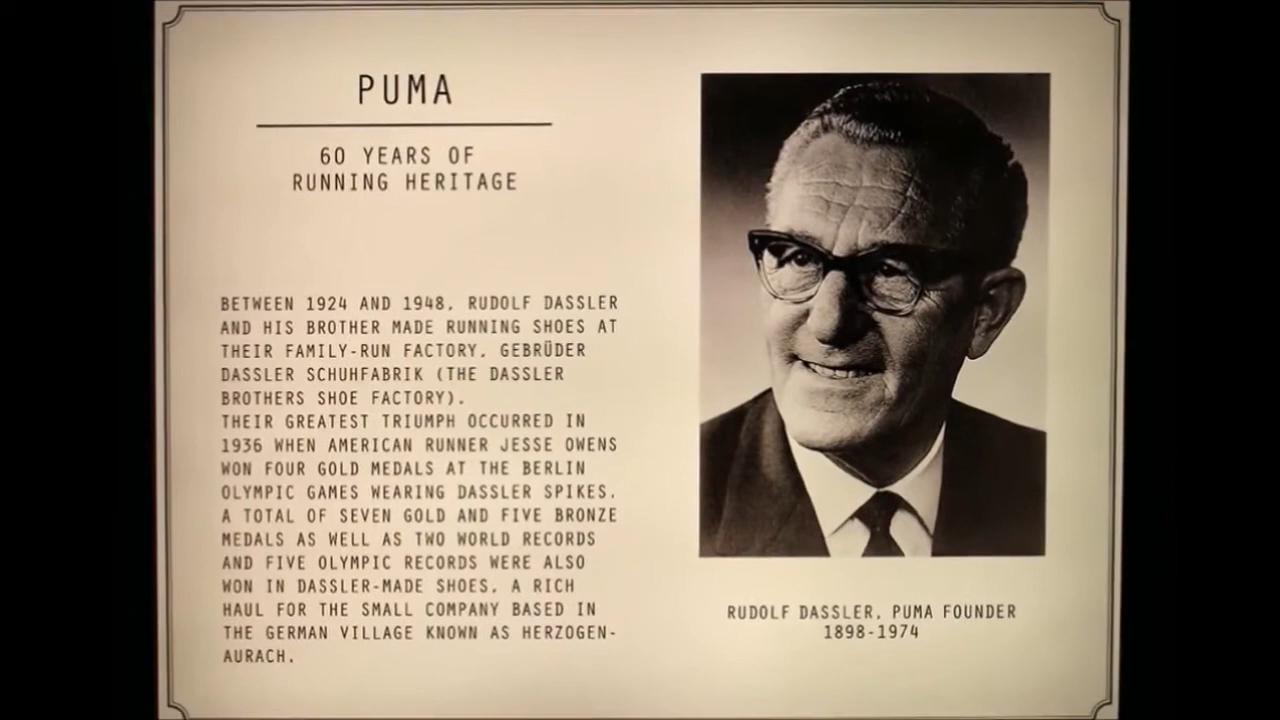 PUMA
60 YEARS OF
RUNNING HERITAGE
BETWEEN 1924 AND 1948, RUDOLF DASSLER
AND HIS BROTHER MADE RUNNING SHOES AT
THEIR FAMILY-RUN FACTORY, GEBRÜDER
DASSLER SCHUHFABRIK (THE DASSLER
BROTHERS SHOE FACTORY).
THEIR GREATEST TRIUMPH OCCURRED IN
1936 WHEN AMERICAN RUNNER JESSE OWENS
WON FOUR GOLD MEDALS AT THE BERLIN
OLYMPIC GAMES WEARING DASSLER SPIKES.
A TOTAL OF SEVEN GOLD AND FIVE BRONZE
MEDALS AS WELL AS TWO WORLD RECORDS
AND FIVE OLYMPIC RECORDS WERE ALSO
WON IN DASSLER-MADE SHOES. A RICH
HAUL FOR THE SMALL COMPANY BASED IN
THE GERMAN VILLAGE KNOWN AS HERZOGEN-
AURACH.
RUDOLF DASSLER, PUMA FOUNDER
1898-1974